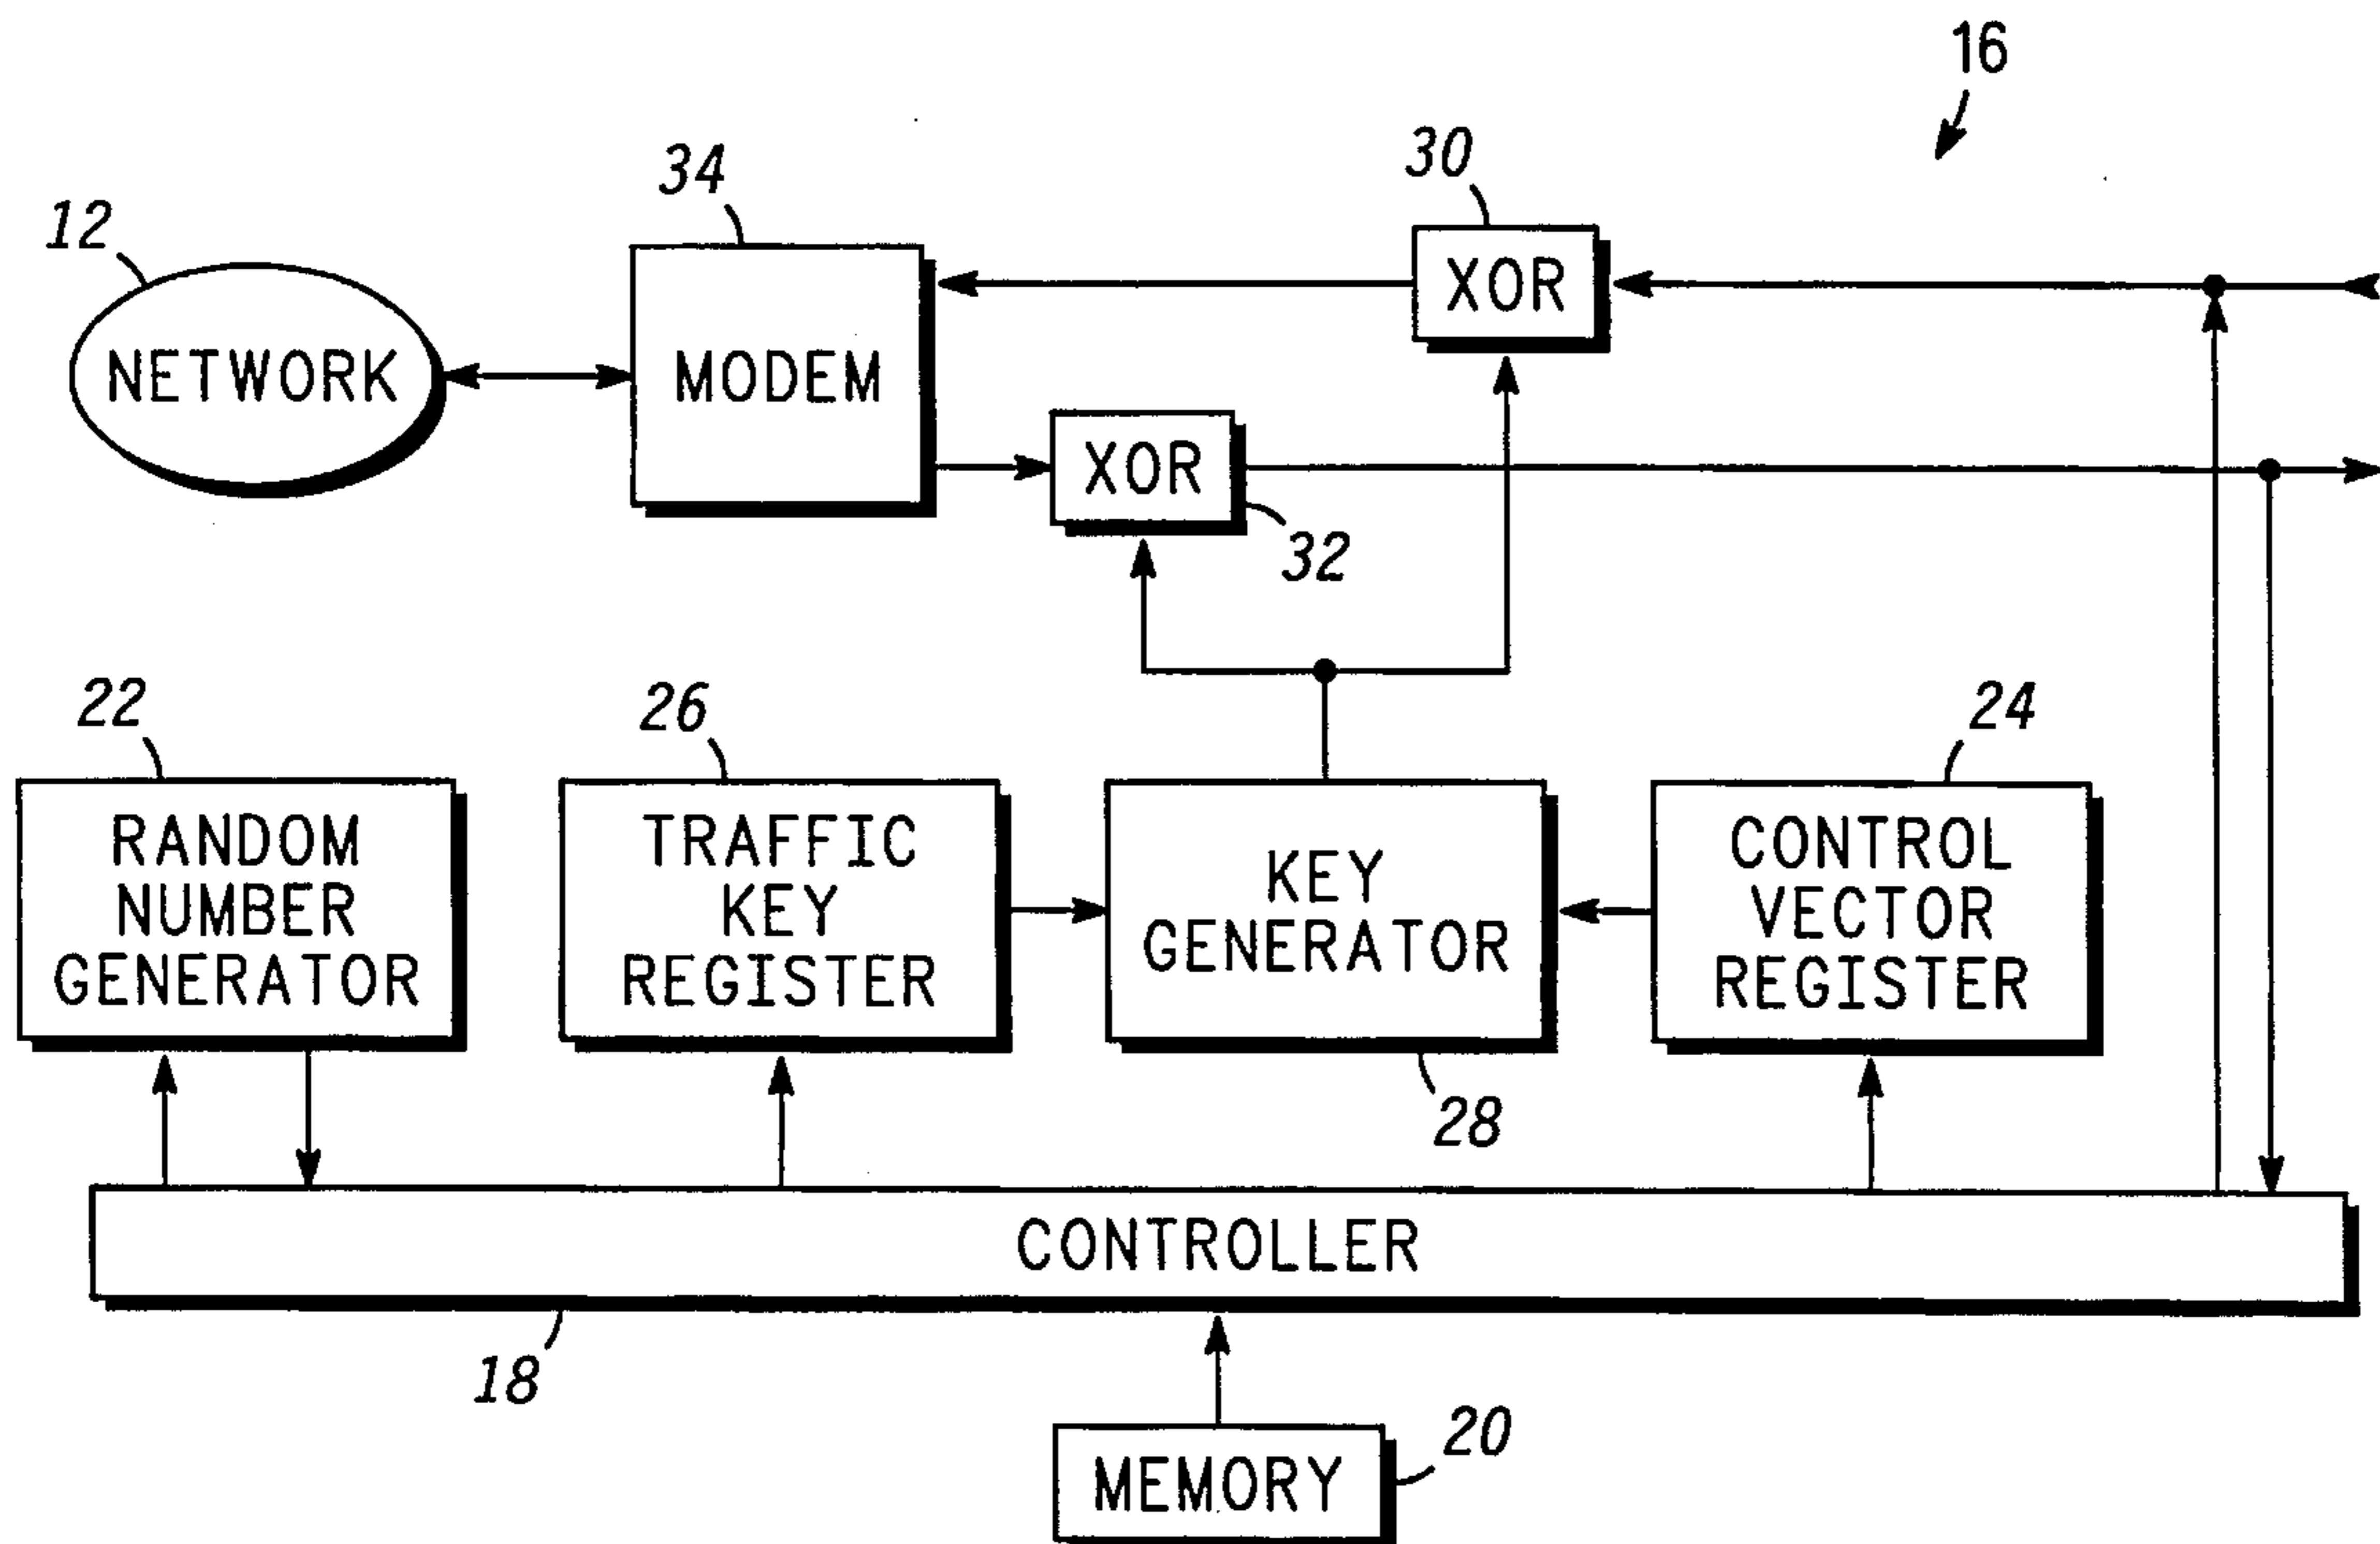 16
30
34
12
XOR
NETWORK
MODEM
XOR
32
22
26
24
RANDOM
NUMBER
GENERATOR
TRAFFIC
KEY
REGISTER
KEY
GENERATOR
CONTROL
VECTOR
REGISTER
28
CONTROLLER
18
20
MEMORY